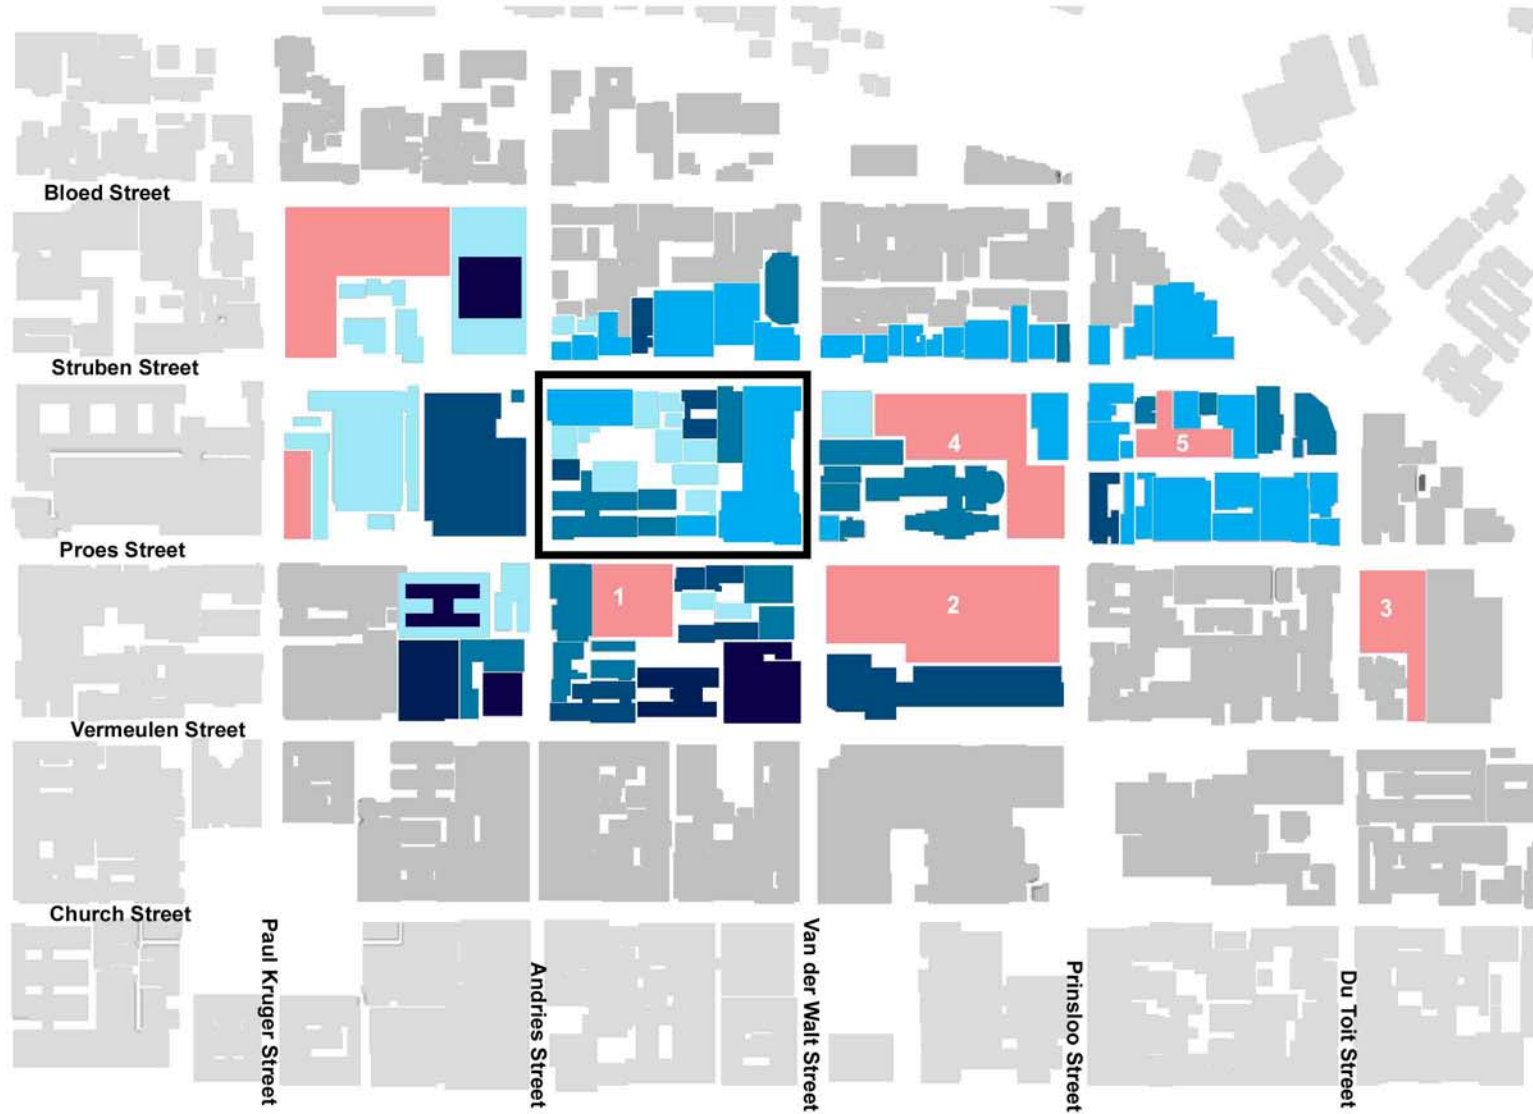 Bloed Street
Struben Street
4
5
Proes Street
1
2
3
Vermeulen Street
Church Street
Paul Kruger Street
Andries Street
Van der Walt Street
Prinsloo Street
Du Toit Street